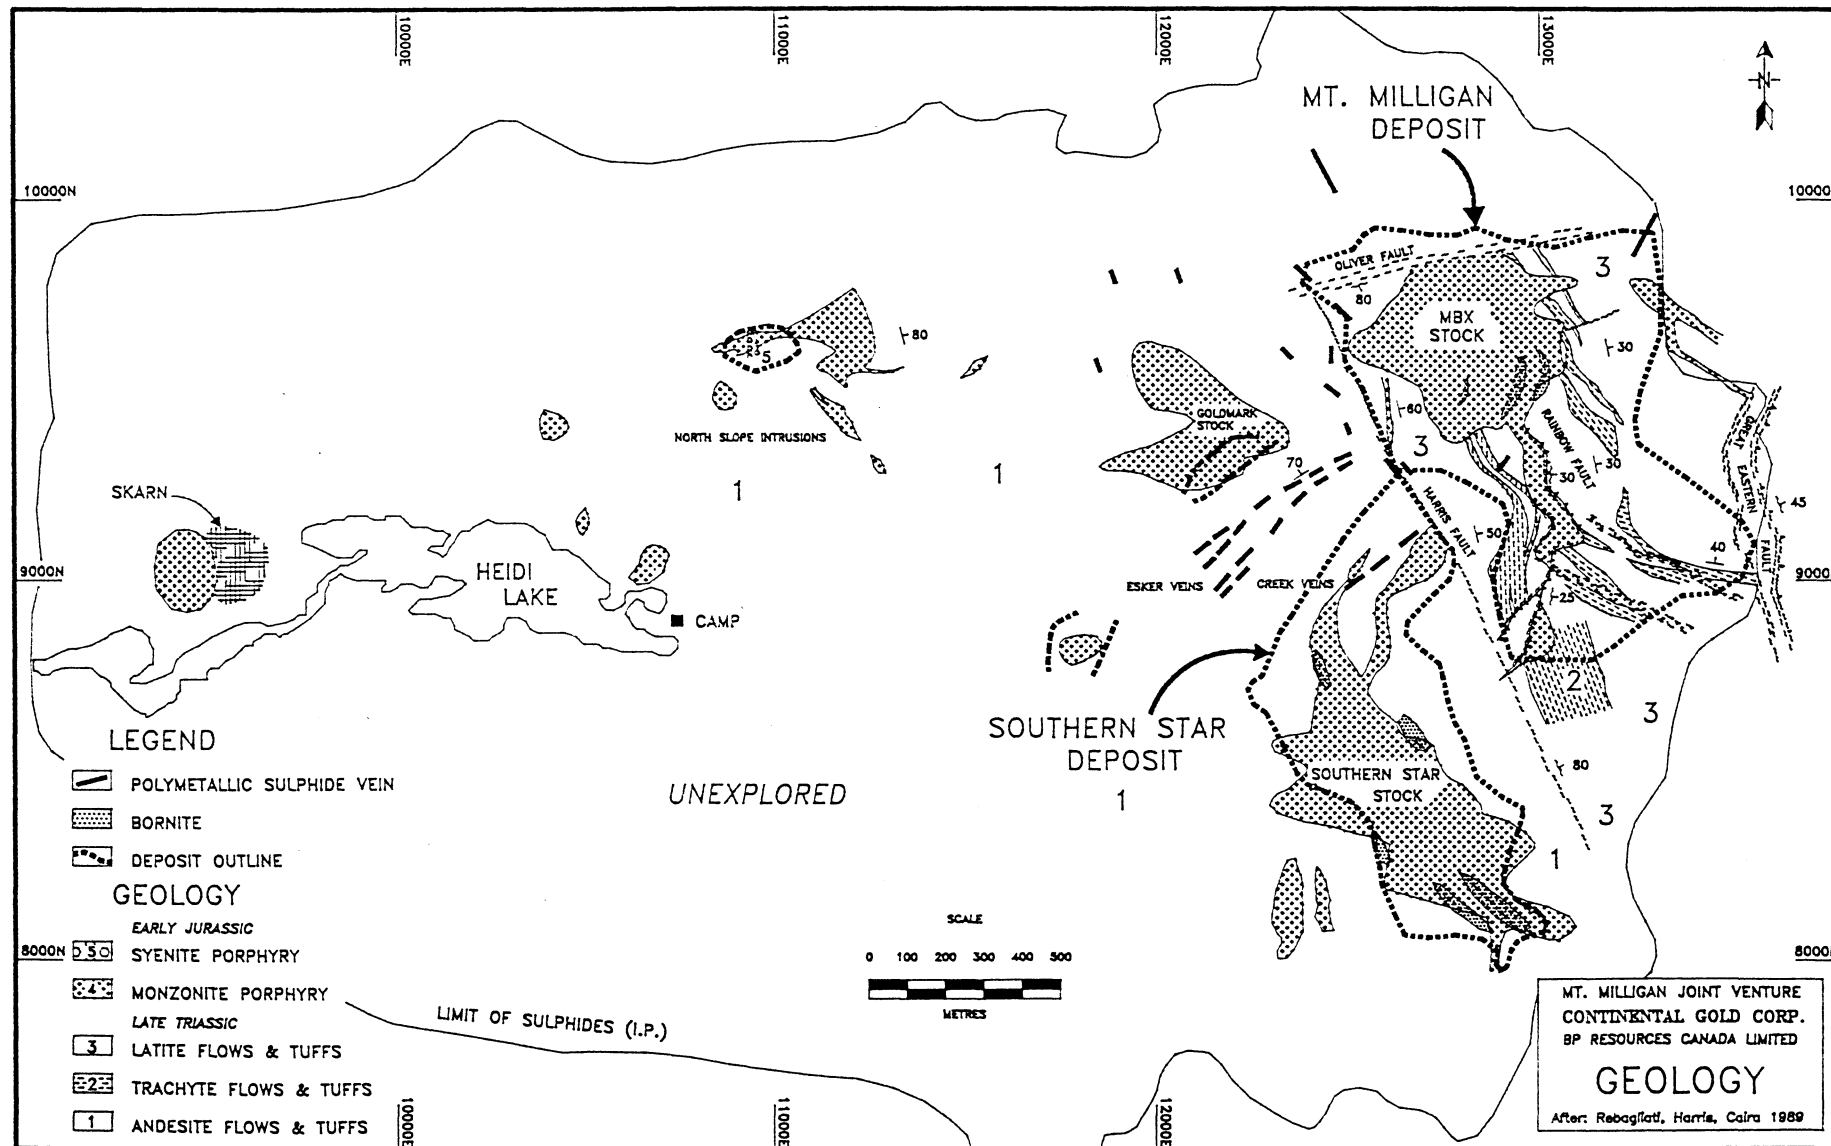 10000E
11000E
12000E
13000E
N
MT. MILLIGAN
DEPOSIT
10000N
10000
OLIVER FAULT
3
80
MBX
STOCK
30
5
80
60
GOLDMARK
STOCK
NORTH SLOPE INTRUSIONS
RAINBOW FAULT
GREAT
EASTERN
FAULT
3
30
30
70
1
1
SKARN
HARRIS FAULT
45
50
40
9000N
9000
HEIDI
LAKE
ESKER VEINS
CREEK VEINS
25
CAMP
2
3
SOUTHERN STAR
DEPOSIT
1
UNEXPLORED
SOUTHERN STAR
STOCK
80
3
1
LEGEND
POLYMETALLIC SULPHIDE VEIN
BORNITE
DEPOSIT OUTLINE
GEOLOGY
EARLY JURASSIC
8000N
5
SYENITE PORPHYRY
4
MONZONITE PORPHYRY
LATE TRIASSIC
3
LATITE FLOWS & TUFFS
2
TRACHYTE FLOWS & TUFFS
1
ANDESITE FLOWS & TUFFS
LIMIT OF SULPHIDES (I.P.)
SCALE
0 100 200 300 400 500
METRES
8000
10000E
11000E
12000E
MT. MILLIGAN JOINT VENTURE
CONTINENTAL GOLD CORP.
BP RESOURCES CANADA LIMITED
GEOLOGY
After: Rebagliati, Harris, Caira 1989